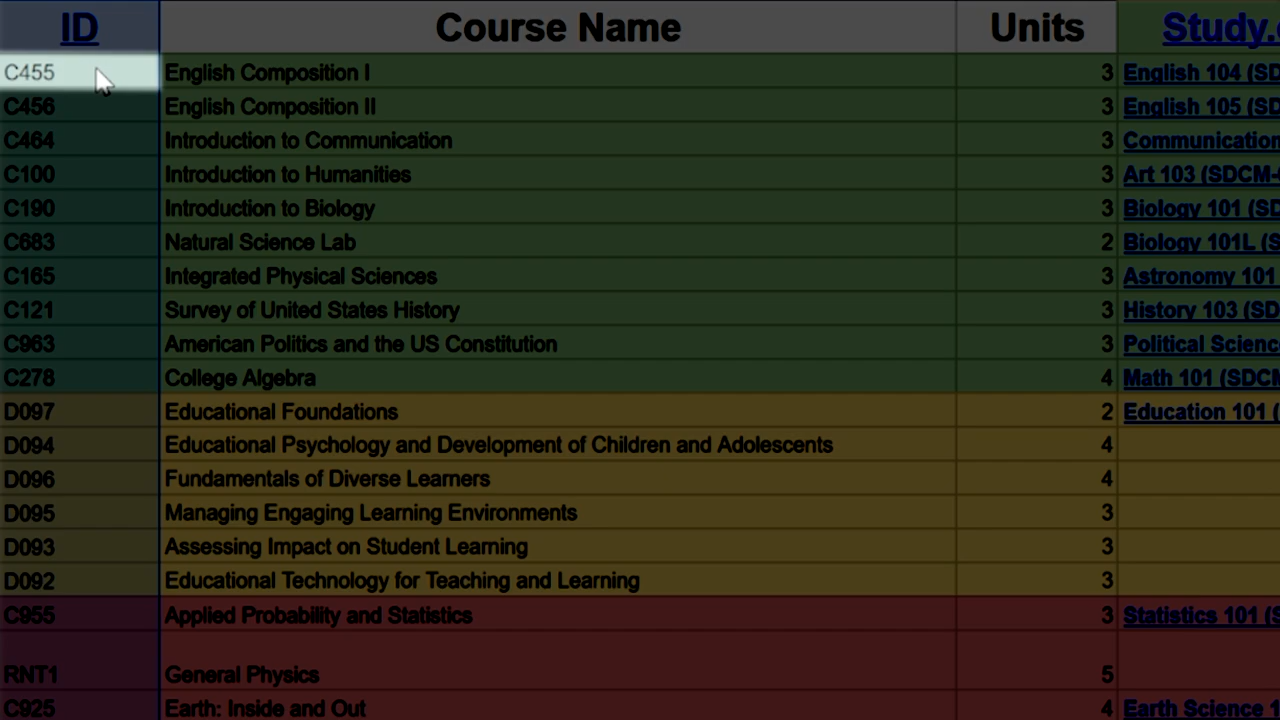 ID Course Name Units Study.
C455 English Composition I 3 English 104 (SD
C456 English Composition II 3 English 105 (SD
C464 Introduction to Communication 3 Communication
C100 Introduction to Humanities 3 Art 103 (SDCM-
C190 Introduction to Biology 3 Biology 101 (SD
C683 Natural Science Lab 2 Biology 101L (S
C165 Integrated Physical Sciences 3 Astronomy 101
C121 Survey of United States History 3 History 103 (SD
C963 American Politics and the US Constitution 3 Political Scienc
C278 College Algebra 4 Math 101 (SDCM
D097 Educational Foundations 2 Education 101 (
D094 Educational Psychology and Development of Children and Adolescents 4
D096 Fundamentals of Diverse Learners 4
D095 Managing Engaging Learning Environments 3
D093 Assessing Impact on Student Learning 3
D092 Educational Technology for Teaching and Learning 3
C955 Applied Probability and Statistics 3 Statistics 101 (S
RNT1 General Physics 5
C925 Earth: Inside and Out 4 Earth Science 1